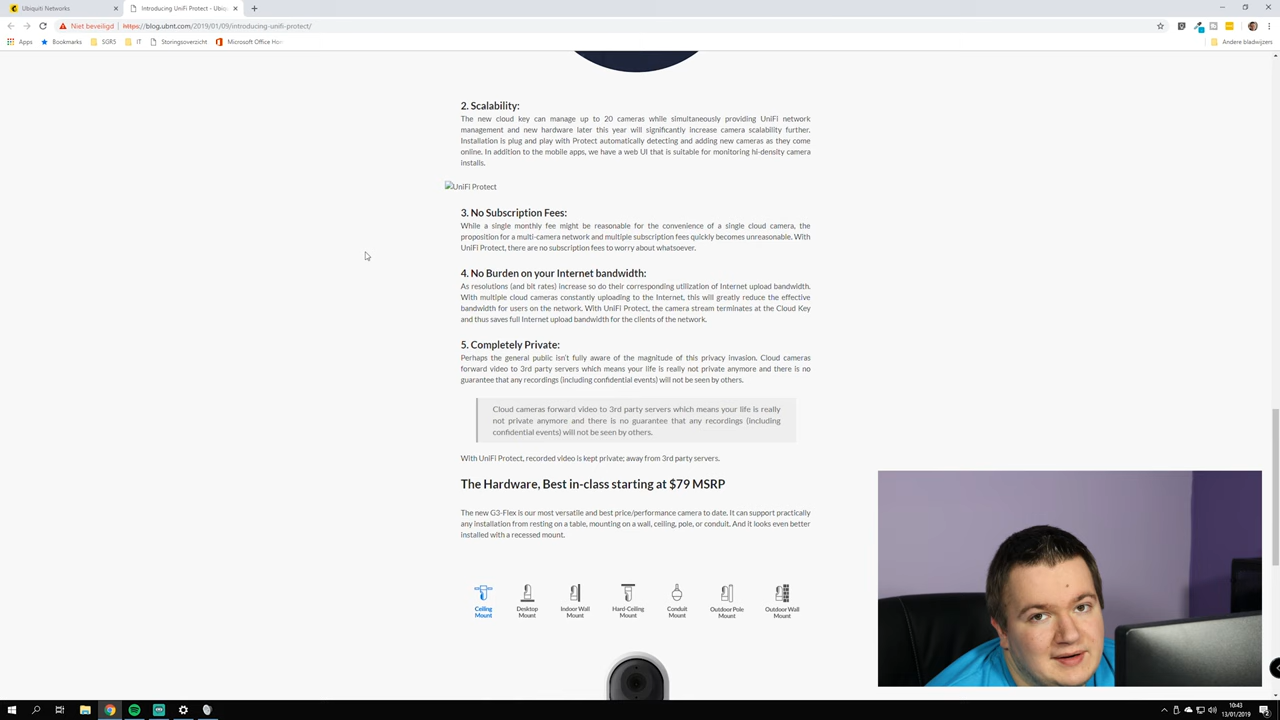 Ubiquiti Networks
Introducing UniFi Protect - Ubiq
Niet beveiligd
https://blog.ubnt.com/2019/01/09/introducing-unifi-protect/
Apps
Bookmarks
SGR5
IT
Storingsoverzicht
Microsoft Office Ho
Andere bladwijzers
2. Scalability:
The new cloud key can manage up to 20 cameras while simultaneously providing UniFi network
management and new hardware later this year will significantly increase camera scalability further.
Installation is plug and play with Protect automatically detecting and adding new cameras as they come
online. In addition to the mobile apps, we have a web UI that is suitable for monitoring hi-density camera
installs.
UniFi Protect
3. No Subscription Fees:
While a single monthly fee might be reasonable for the convenience of a single cloud camera, the
proposition for a multi-camera network and multiple subscription fees quickly becomes unreasonable. With
UniFi Protect, there are no subscription fees to worry about whatsoever.
4. No Burden on your Internet bandwidth:
As resolutions (and bit rates) increase so do their corresponding utilization of Internet upload bandwidth.
With multiple cloud cameras constantly uploading to the Internet, this will greatly reduce the effective
bandwidth for users on the network. With UniFi Protect, the camera stream terminates at the Cloud Key
and thus saves full Internet upload bandwidth for the clients of the network.
5. Completely Private:
Perhaps the general public isn't fully aware of the magnitude of this privacy invasion. Cloud cameras
forward video to 3rd party servers which means your life is really not private anymore and there is no
guarantee that any recordings (including confidential events) will not be seen by others.
Cloud cameras forward video to 3rd party servers which means your life is really
not private anymore and there is no guarantee that any recordings (including
confidential events) will not be seen by others.
With UniFi Protect, recorded video is kept private; away from 3rd party servers.
The Hardware, Best in-class starting at $79 MSRP
The new G3-Flex is our most versatile and best price/performance camera to date. It can support practically
any installation from resting on a table, mounting on a wall, ceiling, pole, or conduit. And it looks even better
installed with a recessed mount.
Ceiling Mount
Desktop Mount
Indoor Wall Mount
Hard-Ceiling Mount
Conduit Mount
Outdoor Pole Mount
Outdoor Wall Mount
10:43
13/01/2019